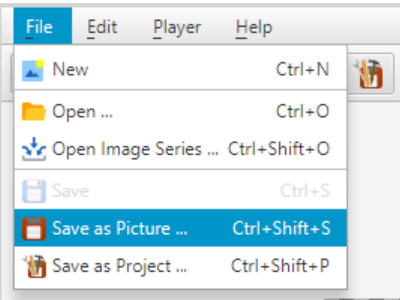 File Edit Player Help
New Ctrl+N
Open ... Ctrl+O
Open Image Series ... Ctrl+Shift+O
Save Ctrl+S
Save as Picture ... Ctrl+Shift+S
Save as Project ... Ctrl+Shift+P